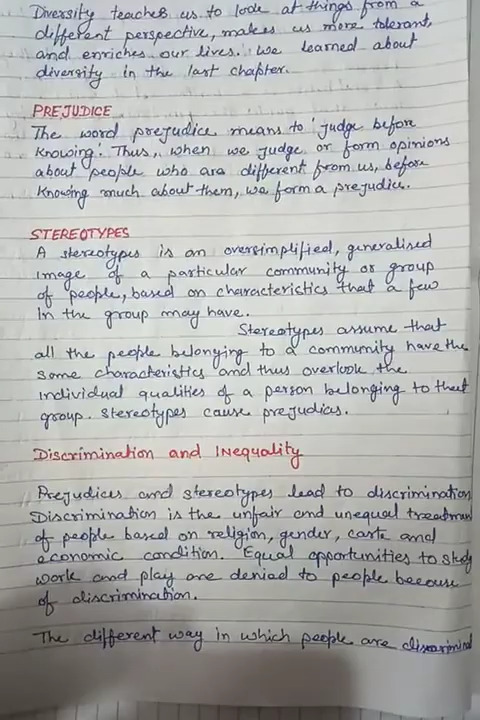 Diversity teaches us to look at things from a
different perspective, makes us more tolerant,
and enriches our lives. We learned about
diversity in the last chapter.
PREJUDICE
The word prejudice means to 'judge before
knowing'. Thus, when we judge or form opinions
about people who are different from us, before
knowing much about them, we form a prejudice.
STEREOTYPES
A stereotypes is an oversimplified, generalised
image of a particular community or group
of people, based on characteristics that a few
in the group may have.
Stereotypes assume that
all the people belonging to a community have the
same characteristics and thus overlook the
individual qualities of a person belonging to that
group. Stereotypes cause prejudices.
Discrimination and INequality
Prejudices and stereotypes lead to discrimination
Discrimination is the unfair and unequal treatmen
of people based on religion, gender, caste and
economic condition. Equal opportunities to study
work and play are denied to people because
of discrimination.
The different way in which people are discriminat